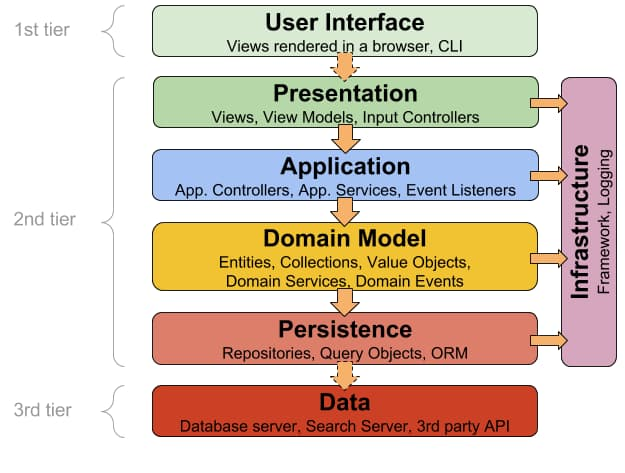 1st tier
User Interface
Views rendered in a browser, CLI
2nd tier
Presentation
Views, View Models, Input Controllers
Application
App. Controllers, App. Services, Event Listeners
Domain Model
Entities, Collections, Value Objects,
Domain Services, Domain Events
Persistence
Repositories, Query Objects, ORM
Infrastructure
Framework, Logging
3rd tier
Data
Database server, Search Server, 3rd party API